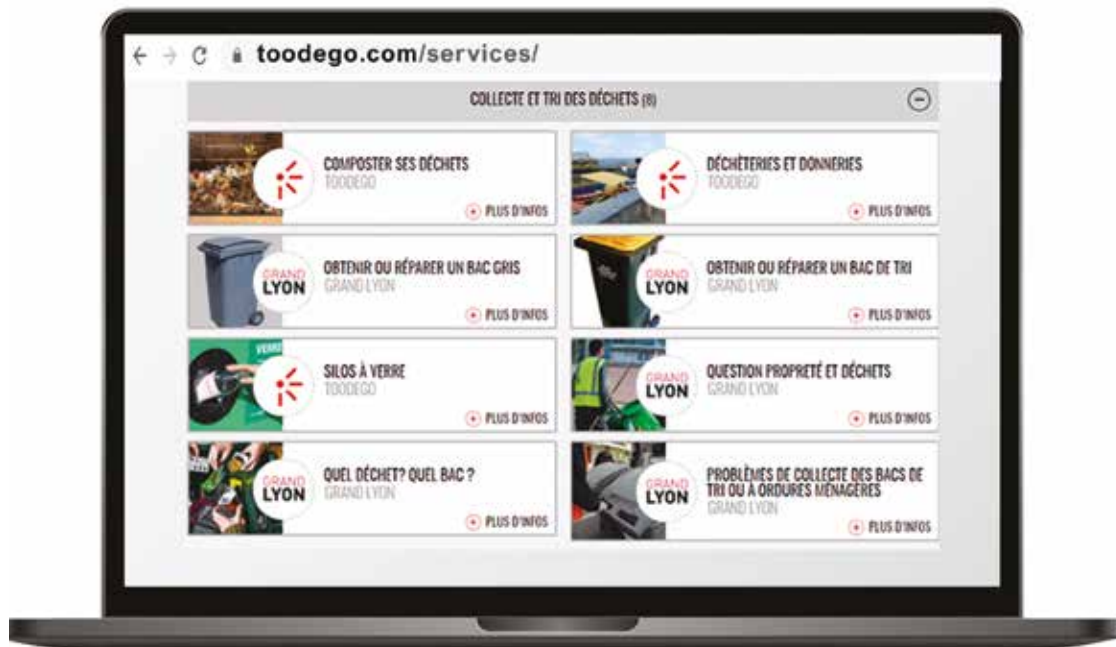 toodego.com/services/
COLLECTE ET TRI DES DÉCHETS (8)
COMPOSTER SES DÉCHETS
TOODEGO
PLUS D'INFOS
DÉCHÈTERIES ET DONNERIES
TOODEGO
PLUS D'INFOS
GRAND
LYON
OBTENIR OU RÉPARER UN BAC GRIS
GRAND LYON
PLUS D'INFOS
GRAND
LYON
OBTENIR OU RÉPARER UN BAC DE TRI
GRAND LYON
PLUS D'INFOS
VERRE
SILOS À VERRE
TOODEGO
PLUS D'INFOS
GRAND
LYON
QUESTION PROPRETÉ ET DÉCHETS
GRAND LYON
PLUS D'INFOS
GRAND
LYON
QUEL DÉCHET? QUEL BAC ?
GRAND LYON
PLUS D'INFOS
GRAND
LYON
PROBLÈMES DE COLLECTE DES BACS DE
TRI OU À ORDURES MÉNAGÈRES
GRAND LYON
PLUS D'INFOS